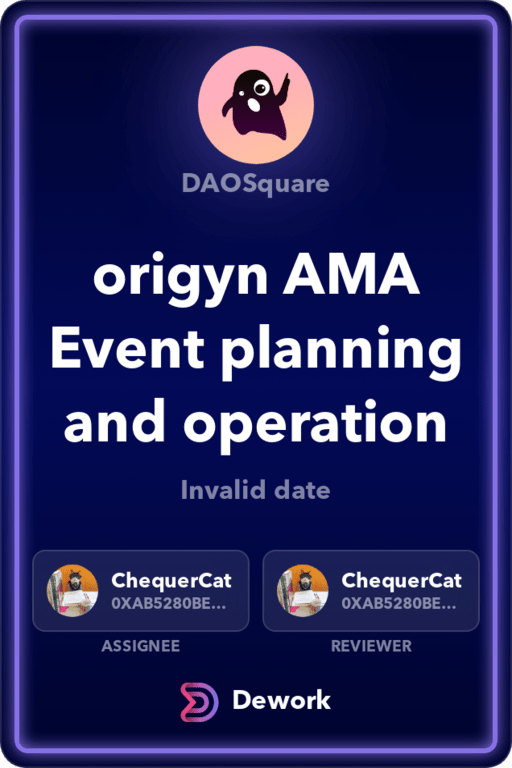 DAOSquare
origyn AMA
Event planning
and operation
Invalid date
ChequerCat
0XAB5280BE...
ChequerCat
0XAB5280BE...
ASSIGNEE
REVIEWER
Dework